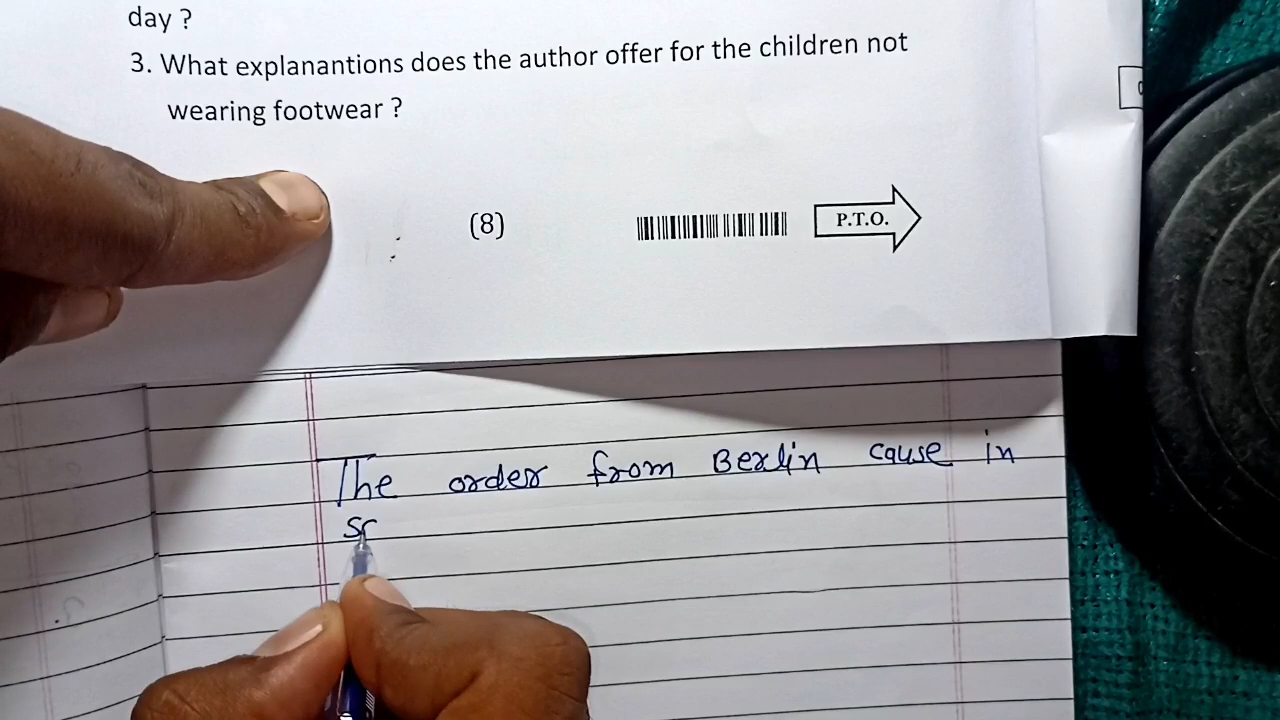 day ?
3. What explanantions does the author offer for the children not
wearing footwear ?
(8)
P.T.O.
The order from Berlin cause in
sc